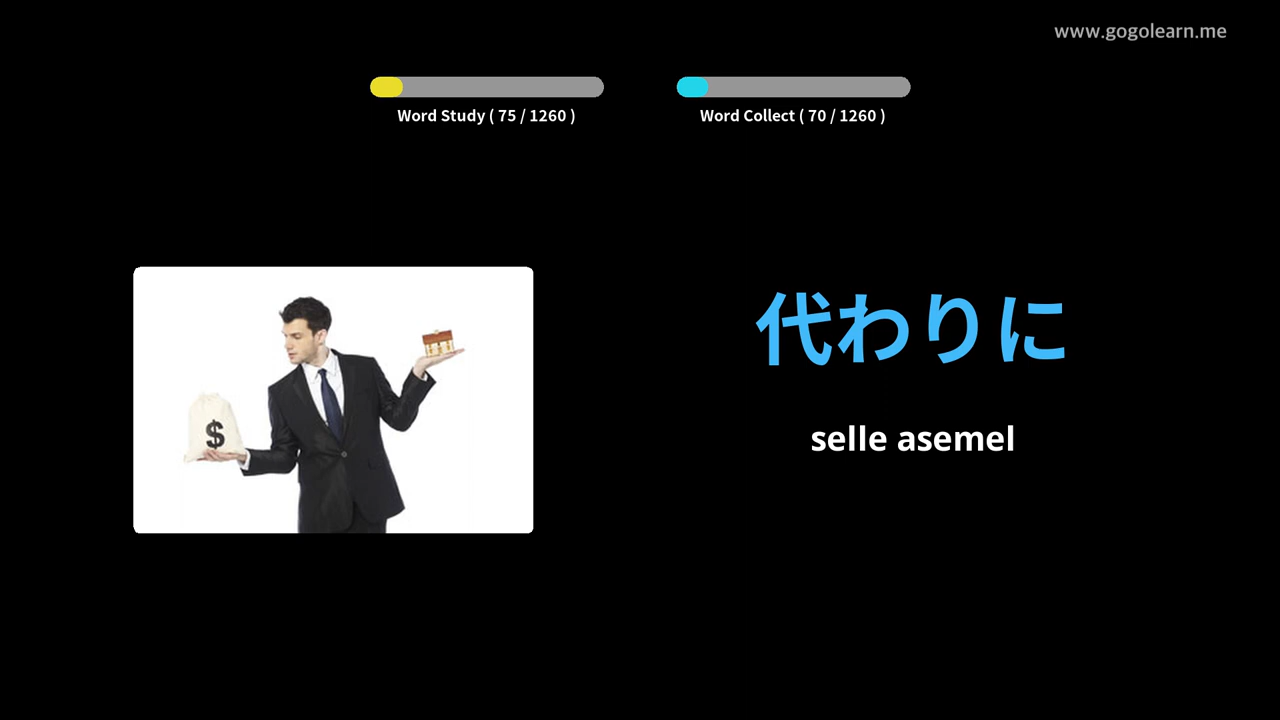 www.gogolearn.me
Word Study ( 75 / 1260 )
Word Collect ( 70 / 1260 )
$
代わりに
selle asemel